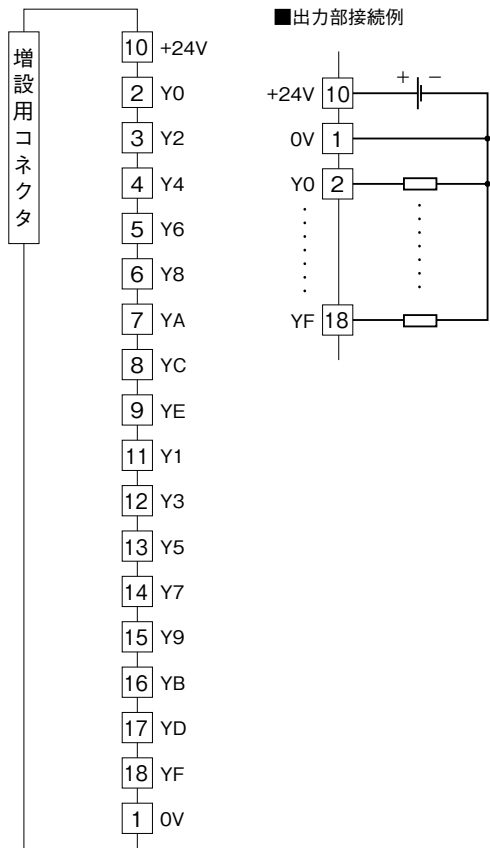 増設用コネクタ
10 +24V
2 Y0
3 Y2
4 Y4
5 Y6
6 Y8
7 YA
8 YC
9 YE
11 Y1
12 Y3
13 Y5
14 Y7
15 Y9
16 YB
17 YD
18 YF
1 0V
■出力部接続例
+24V 10 + −
0V 1
Y0 2
YF 18